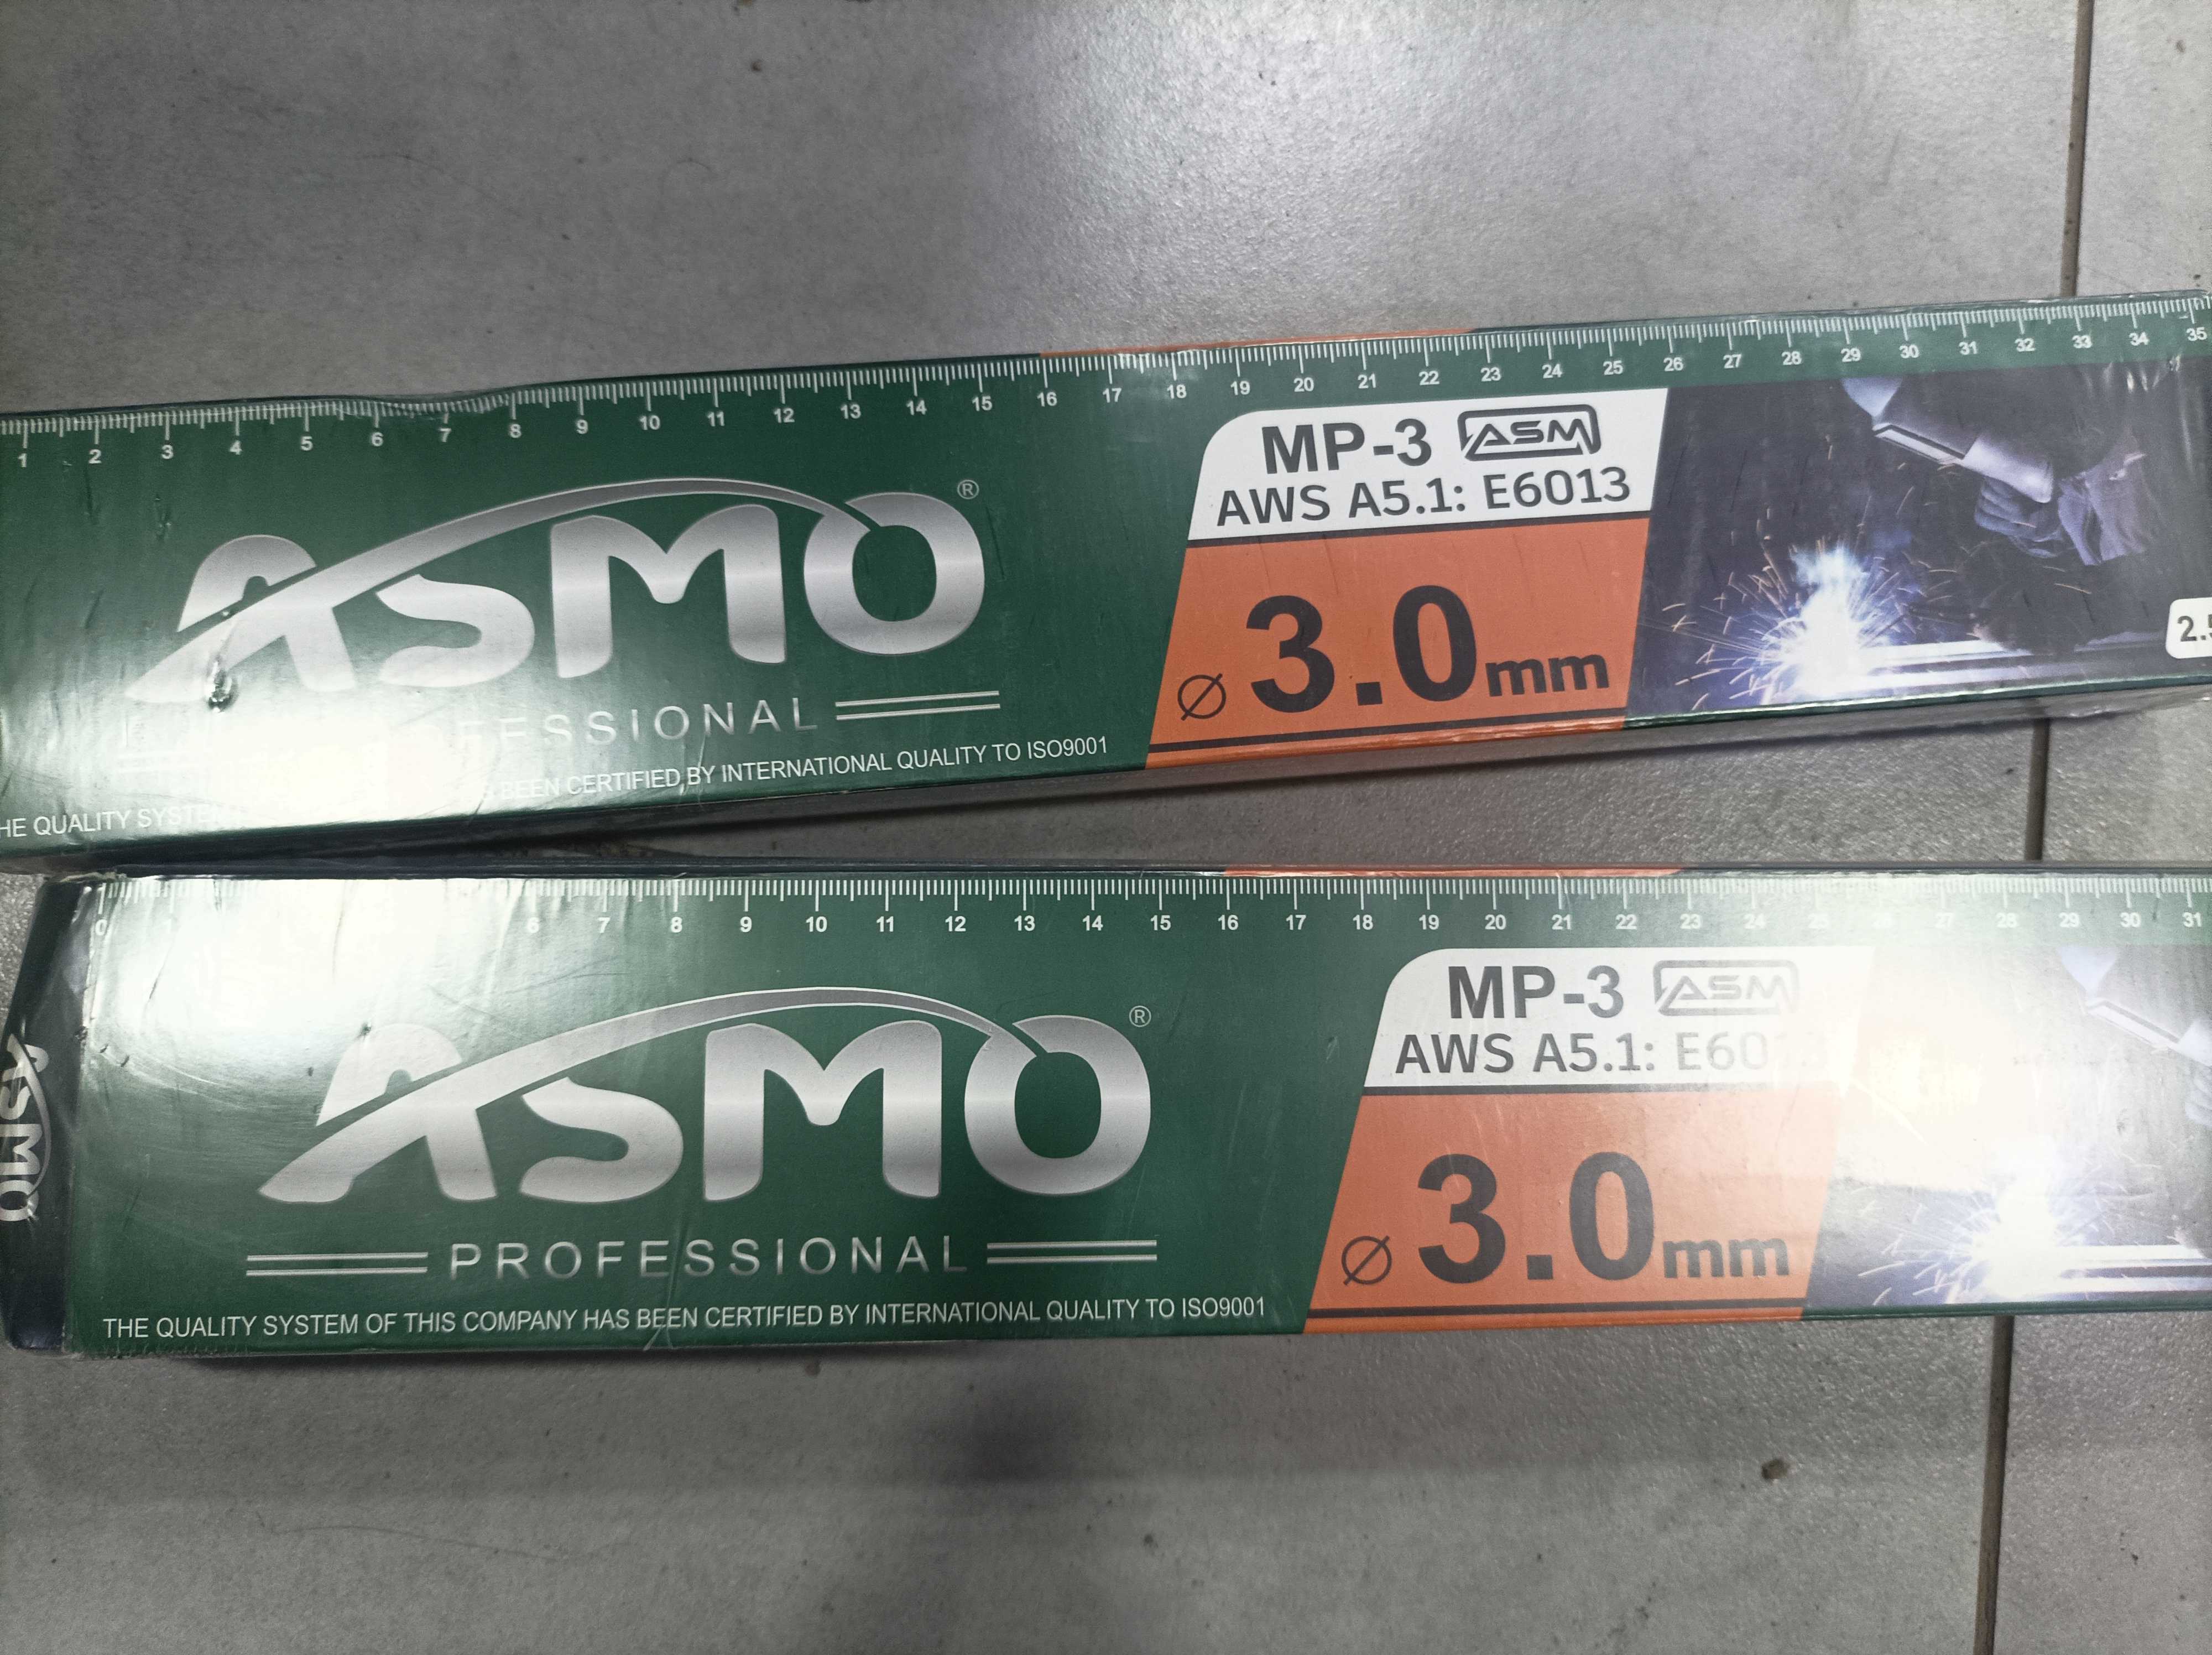 1 2 3 4 5 6 7 8 9 10 11 12 13 14 15 16 17 18 19 20 21 22 23 24 25 26 27 28 29 30 31 32 33 34 35
MP-3 ASM
AWS A5.1: E6013
ASMO®
Ø 3.0mm
BEEN CERTIFIED BY INTERNATIONAL QUALITY TO ISO9001
QUALITY
0 6 7 8 9 10 11 12 13 14 15 16 17 18 19 20 21 22 23 24 25 27 28 29 30 31
MP-3 ASM
AWS A5.1:
ASMO®
Ø 3.0mm
PROFESSIONAL
THE QUALITY SYSTEM OF THIS COMPANY HAS BEEN CERTIFIED BY INTERNATIONAL QUALITY TO ISO9001
ASMO